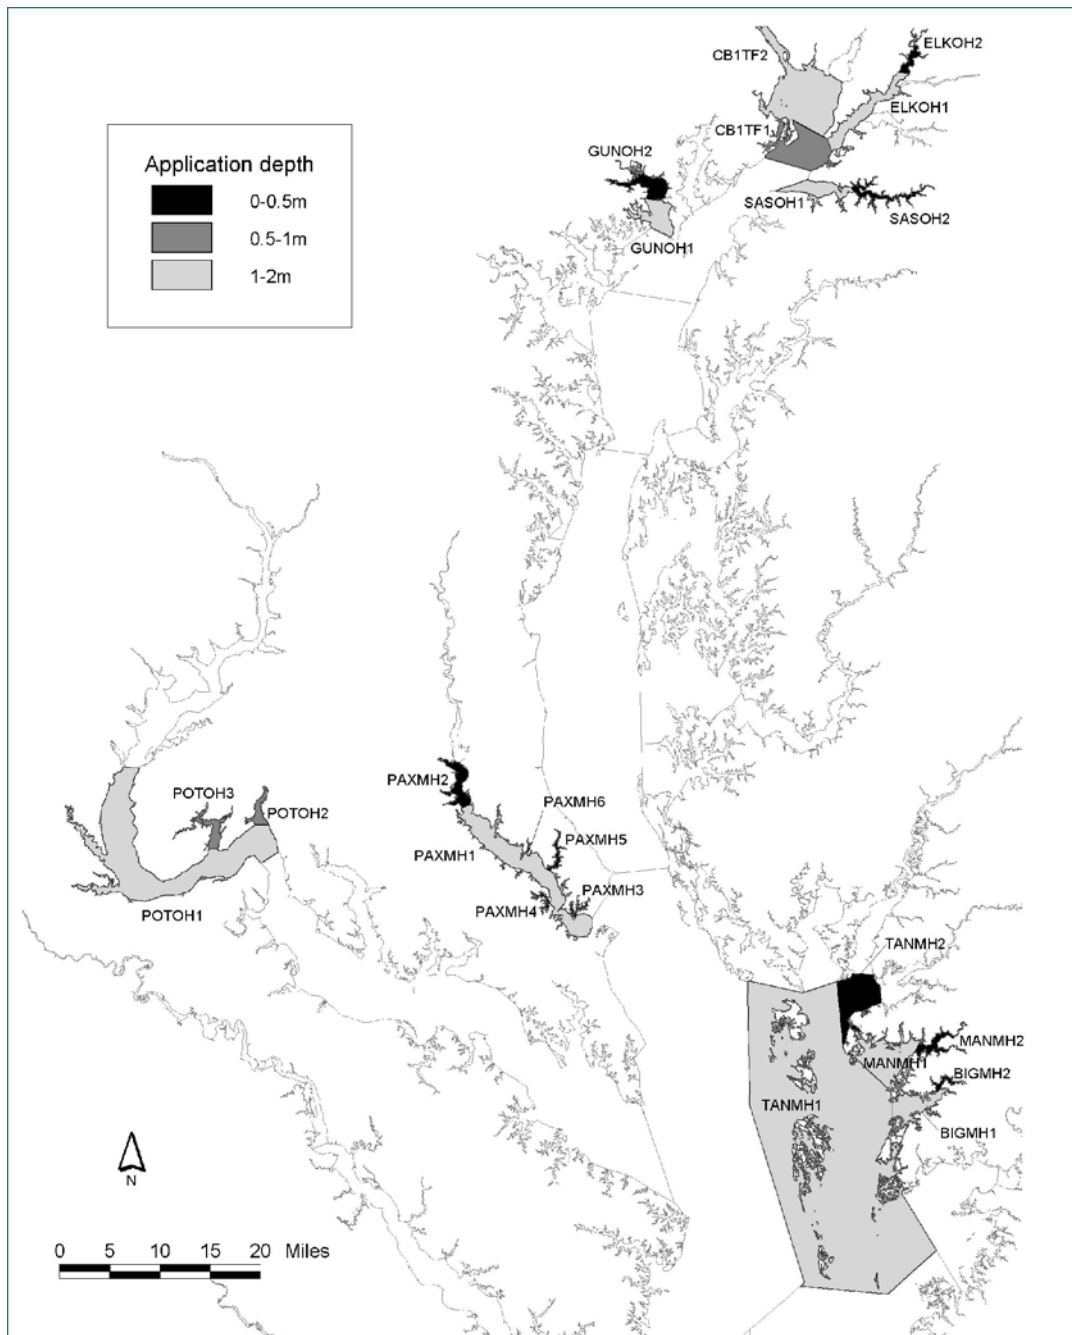 ELKOH2
CB1TF2
ELKOH1
CB1TF1
GUNOH2
SASOH1
SASOH2
GUNOH1
Application depth
0-0.5m
0.5-1m
1-2m
PAXMH2
PAXMH6
POTOH3
POTOH2
PAXMH5
PAXMH1
PAXMH3
PAXMH4
POTOH1
TANMH2
MANMH2
MANMH1
BIGMH2
TANMH1
BIGMH1
N
0 5 10 15 20 Miles